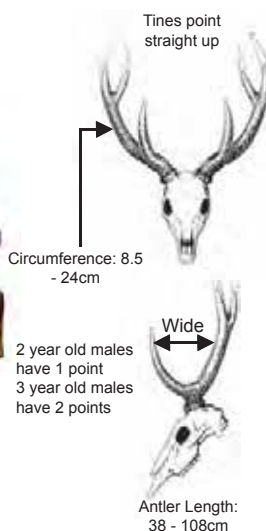 Tines point
straight up
Circumference: 8.5
- 24cm
Wide
2 year old males
have 1 point
3 year old males
have 2 points
Antler Length:
38 - 108cm